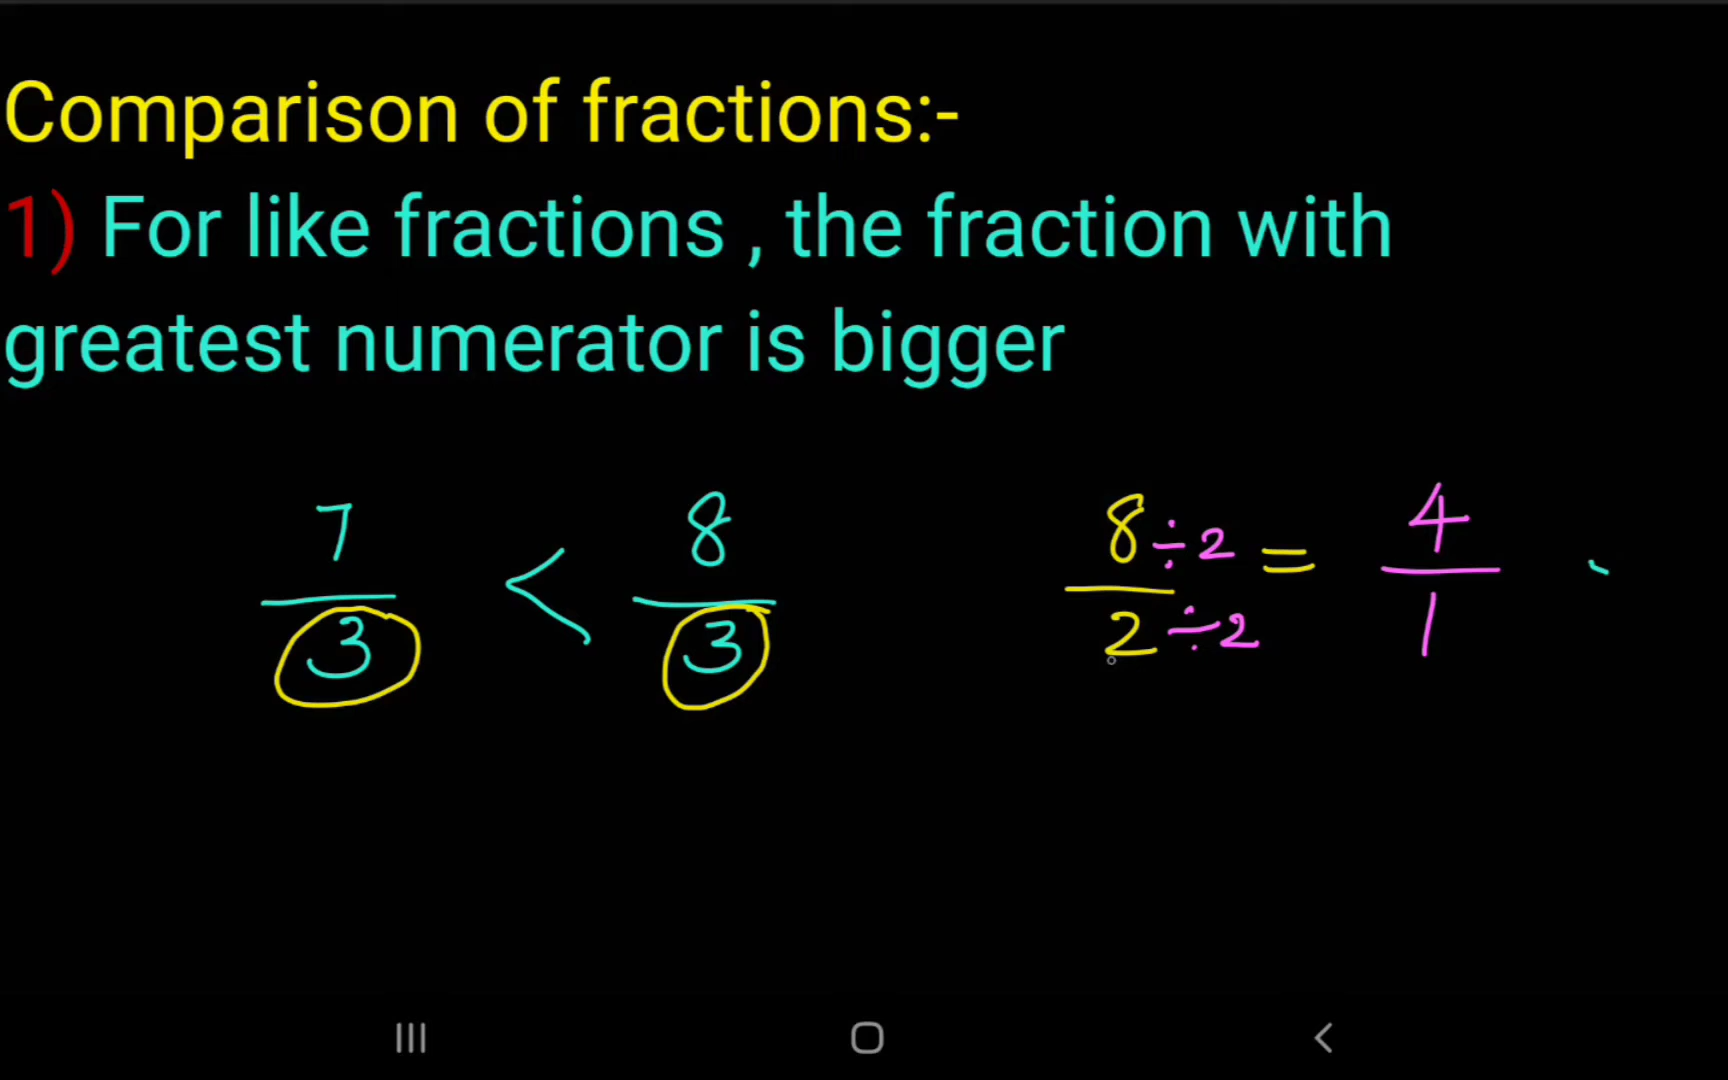 Comparison of fractions:-
1) For like fractions , the fraction with
greatest numerator is bigger
7/3 < 8/3
8÷2/2÷2 = 4/1